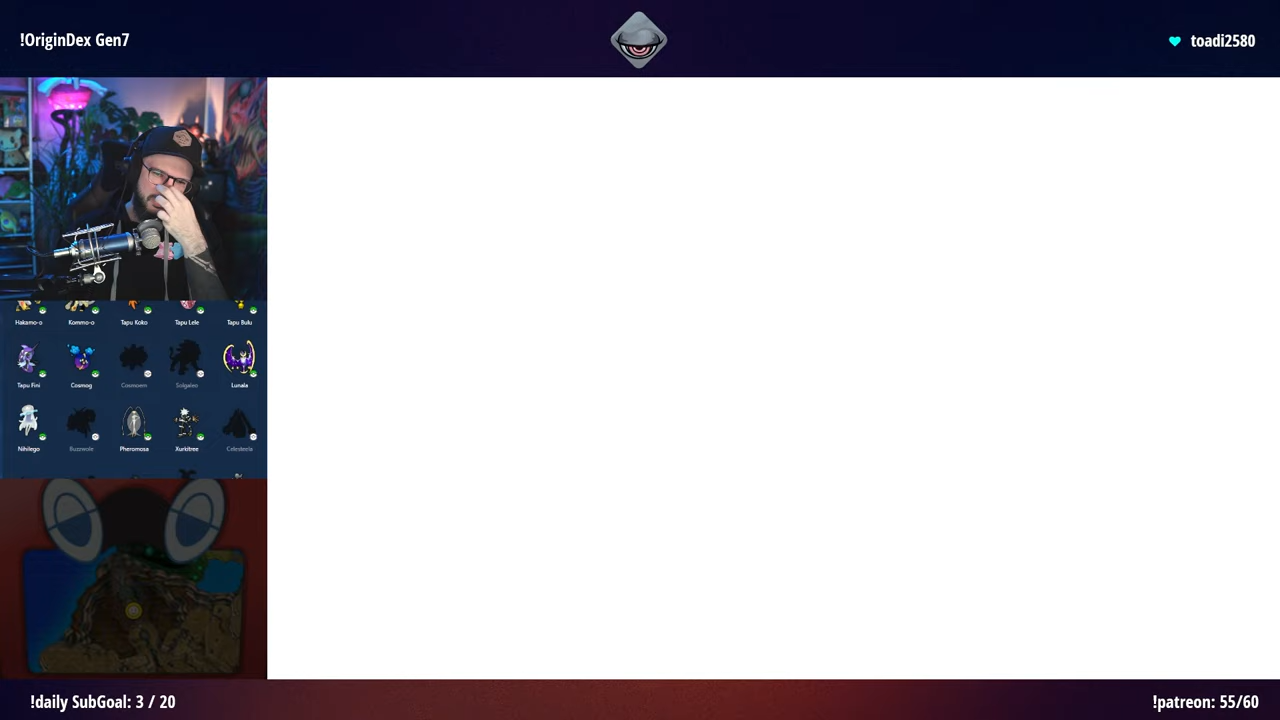 !OriginDex Gen7
toadi2580
Hakamo-o Kommo-o Tapu Koko Tapu Lele Tapu Bulu
Tapu Fini Cosmog Cosmoem Solgaleo Lunala
Nihilego Buzzwole Pheromosa Xurkitree Celesteela
!daily SubGoal: 3 / 20
!patreon: 55/60